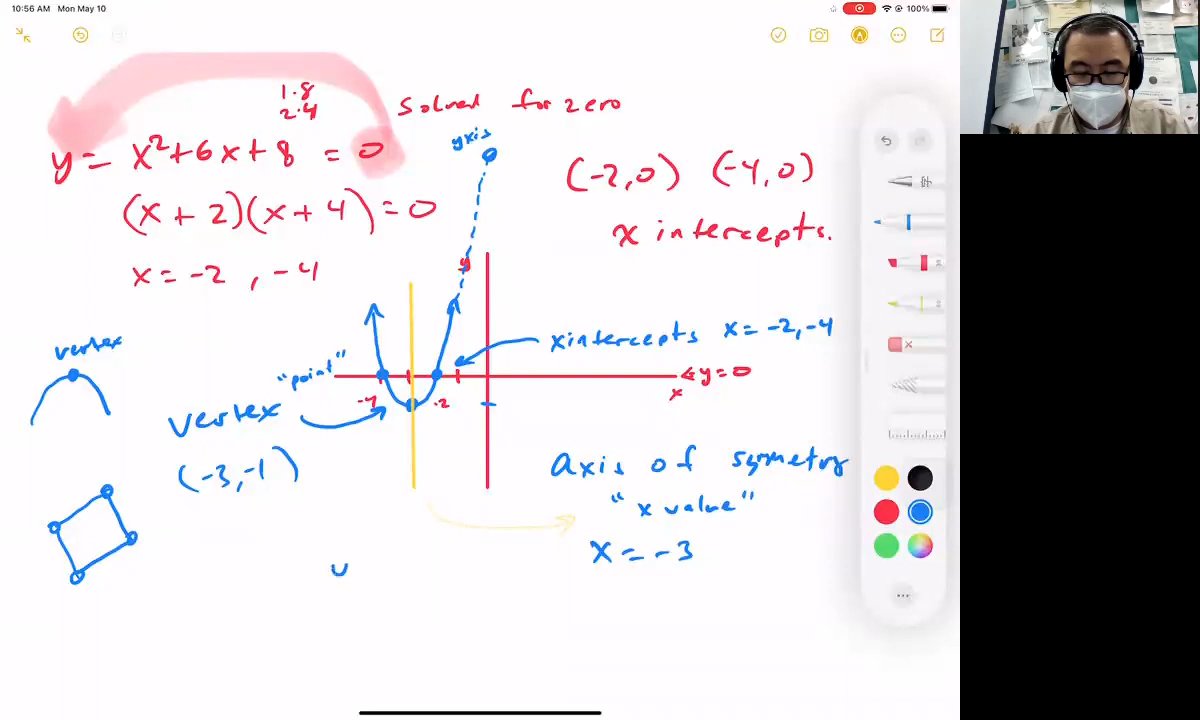 10:56 AM Mon May 10
100%
1.8
2.4
solved for zero
y = x²+6x+8 = 0
y axis
(x + 2)(x + 4) = 0
(-2,0) (-4,0)
x intercepts.
x = -2 , -4
y
x intercepts x = -2, -4
vertex
"point"
y = 0
x
-4
-2
vertex
(-3,-1)
axis of symmetry
"x value"
x = -3
U